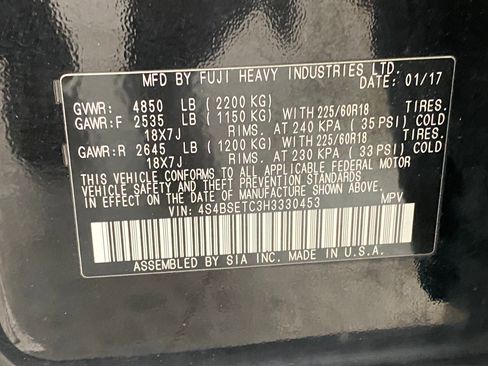 MFD BY FUJI HEAVY INDUSTRIES LTD. DATE: 01/17
GVWR: 4850 LB (2200 KG)
GAWR:F 2535 LB (1150 KG) WITH 225/60R18 TIRES.
18X7J RIMS. AT 240 KPA (35 PSI) COLD
GAWR:R 2645 LB (1200 KG) WITH 225/60R18 TIRES.
18X7J RIMS. AT 230 KPA (33 PSI) COLD
THIS VEHICLE CONFORMS TO ALL APPLICABLE FEDERAL MOTOR
VEHICLE SAFETY AND THEFT PREVENTION STANDARDS IN
EFFECT ON THE DATE OF MANUFACTURE SHOWN ABOVE.
VIN: 4S4BSETC3H3330453 MPV
ASSEMBLED BY SIA INC. MADE IN U.S.A.